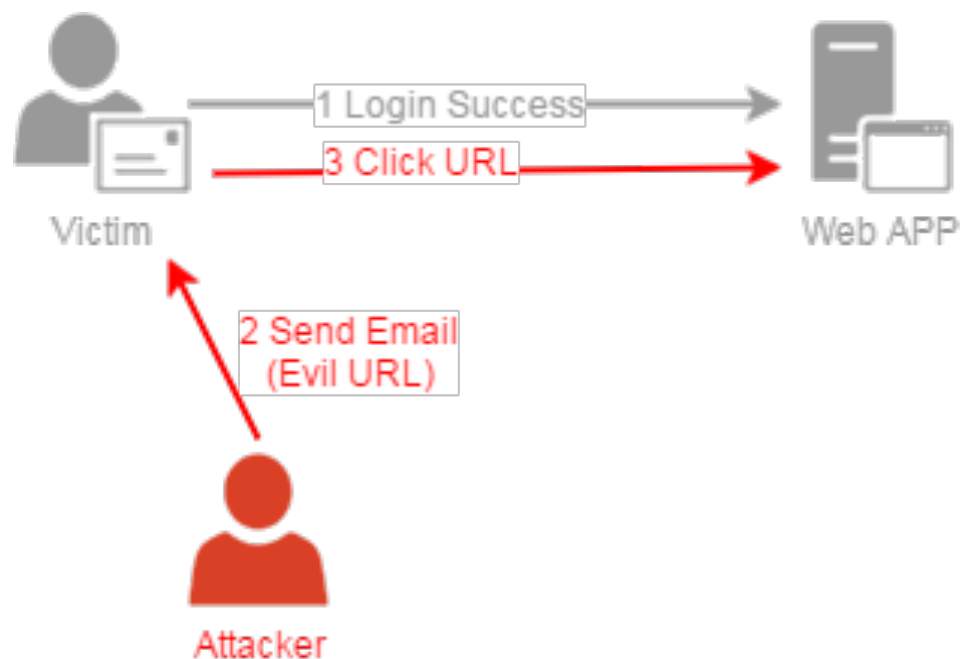 1 Login Success
3 Click URL
Victim
Web APP
2 Send Email
(Evil URL)
Attacker